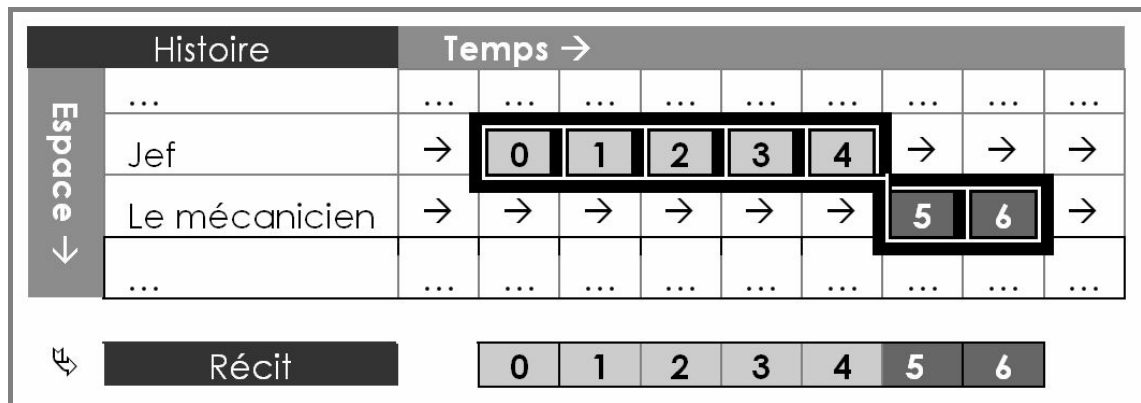 Histoire Temps →
... ... ... ... ... ... ... ... ... ...
Jef → 0 1 2 3 4 → → →
Le mécanicien → → → → → → 5 6 →
... ... ... ... ... ... ... ... ... ...
Espace →
Récit 0 1 2 3 4 5 6